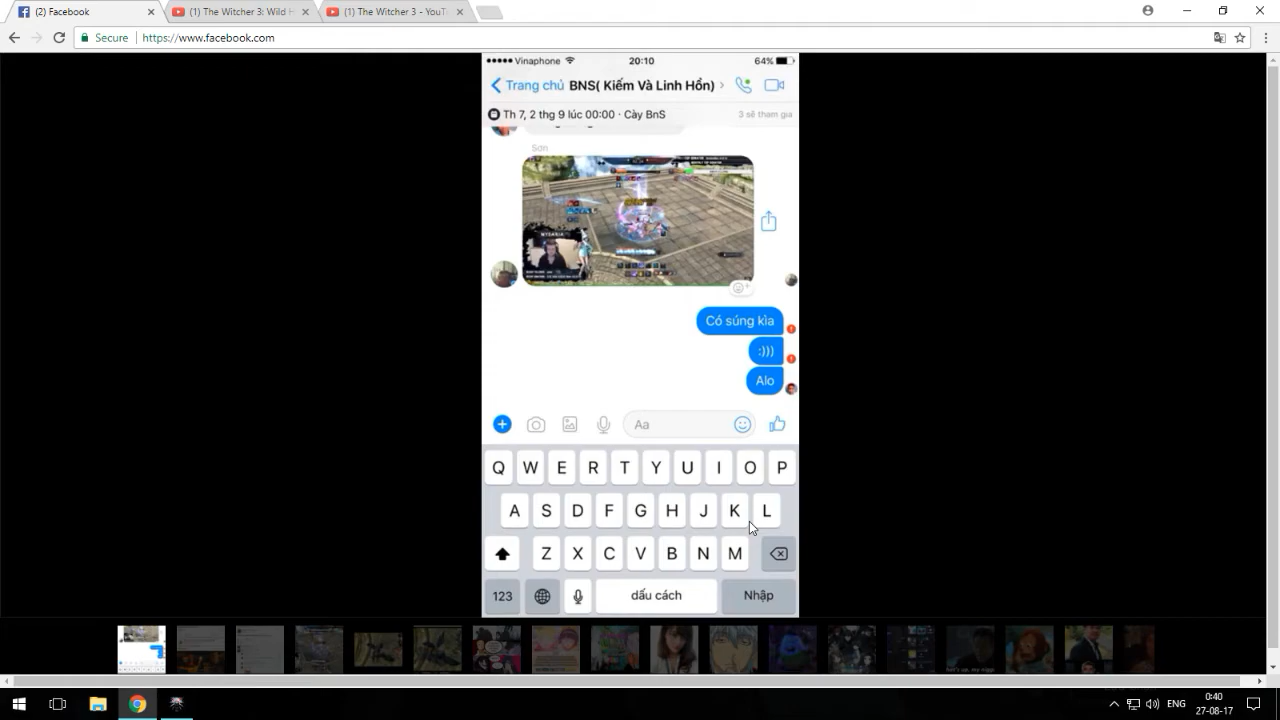 (2) Facebook
(1) The Witcher 3: Wild H
(1) The Witcher 3 - YouT
Secure
https://www.facebook.com
Vinaphone
20:10
64%
Trang chủ
BNS( Kiếm Và Linh Hồn)
Th 7, 2 thg 9 lúc 00:00 · Cày BnS
3 sẽ tham gia
Sơn
Có súng kìa
:)))
Alo
Aa
Q W E R T Y U I O P
A S D F G H J K L
Z X C V B N M
123
dấu cách
Nhập
ENG
0:40
27-08-17